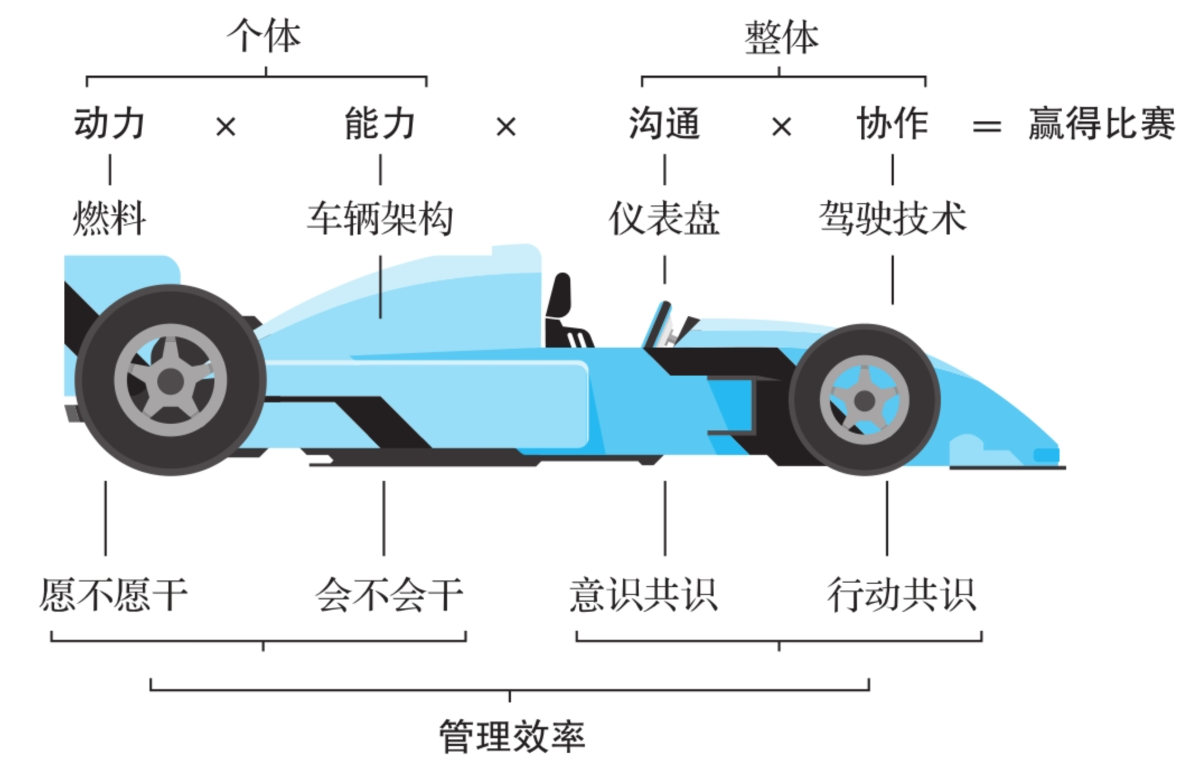 个体 整体
动力 × 能力 × 沟通 × 协作 = 赢得比赛
燃料 车辆架构 仪表盘 驾驶技术
愿不愿干 会不会干 意识共识 行动共识
管理效率